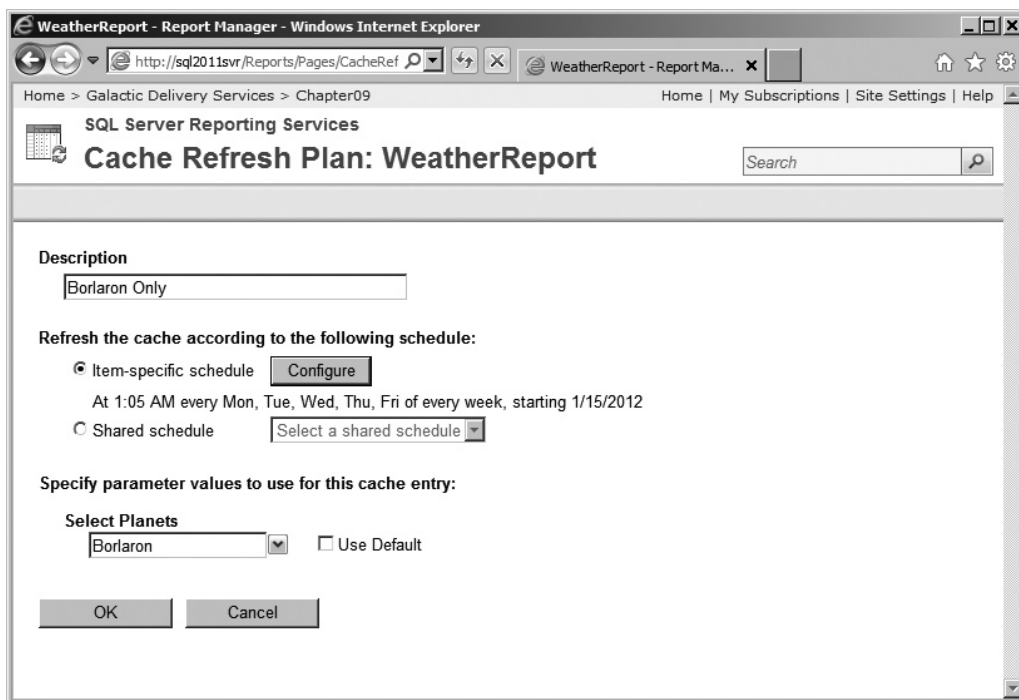 WeatherReport - Report Manager - Windows Internet Explorer
http://sql2011svr/Reports/Pages/CacheRef
WeatherReport - Report Ma...
Home > Galactic Delivery Services > Chapter09
Home | My Subscriptions | Site Settings | Help
SQL Server Reporting Services
Cache Refresh Plan: WeatherReport
Search
Description
Borlaron Only
Refresh the cache according to the following schedule:
Item-specific schedule
Configure
At 1:05 AM every Mon, Tue, Wed, Thu, Fri of every week, starting 1/15/2012
Shared schedule
Select a shared schedule
Specify parameter values to use for this cache entry:
Select Planets
Borlaron
Use Default
OK
Cancel